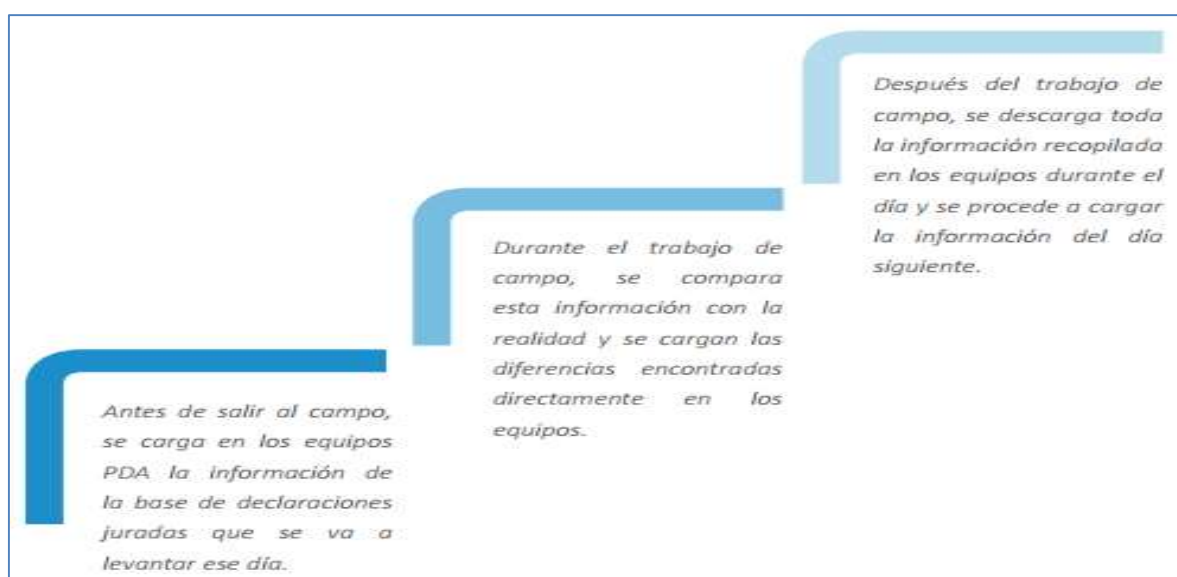 Antes de salir al campo,
se carga en los equipos
PDA la información de
la base de declaraciones
juradas que se va a
levantar ese día.
Durante el trabajo de
campo, se compara
esta información con la
realidad y se cargan las
diferencias encontradas
directamente en los
equipos.
Después del trabajo de
campo, se descarga toda
la información recopilada
en los equipos durante el
día y se procede a cargar
la información del día
siguiente.